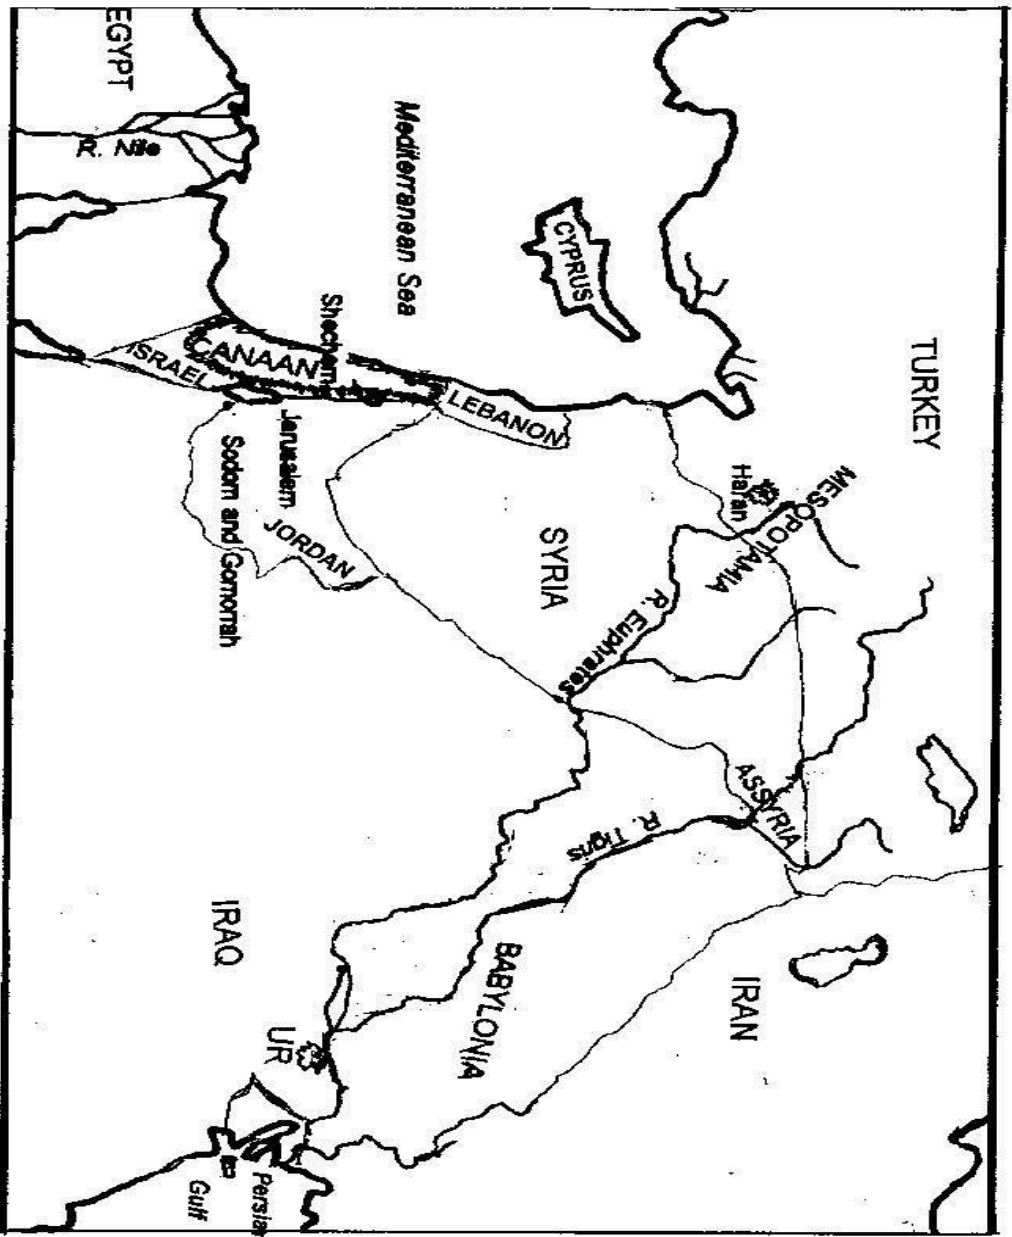 TURKEY
MESOPOTAMIA
Haran
ASSYRIA
IRAN
CYPRUS
SYRIA
R. Euphrates
R. Tigris
Mediterranean Sea
LEBANON
BABYLONIA
Shechem
CANAAN
ISRAEL
Jerusalem
JORDAN
Sodom and Gomorrah
IRAQ
UR
EGYPT
R. Nile
Persian
Gulf